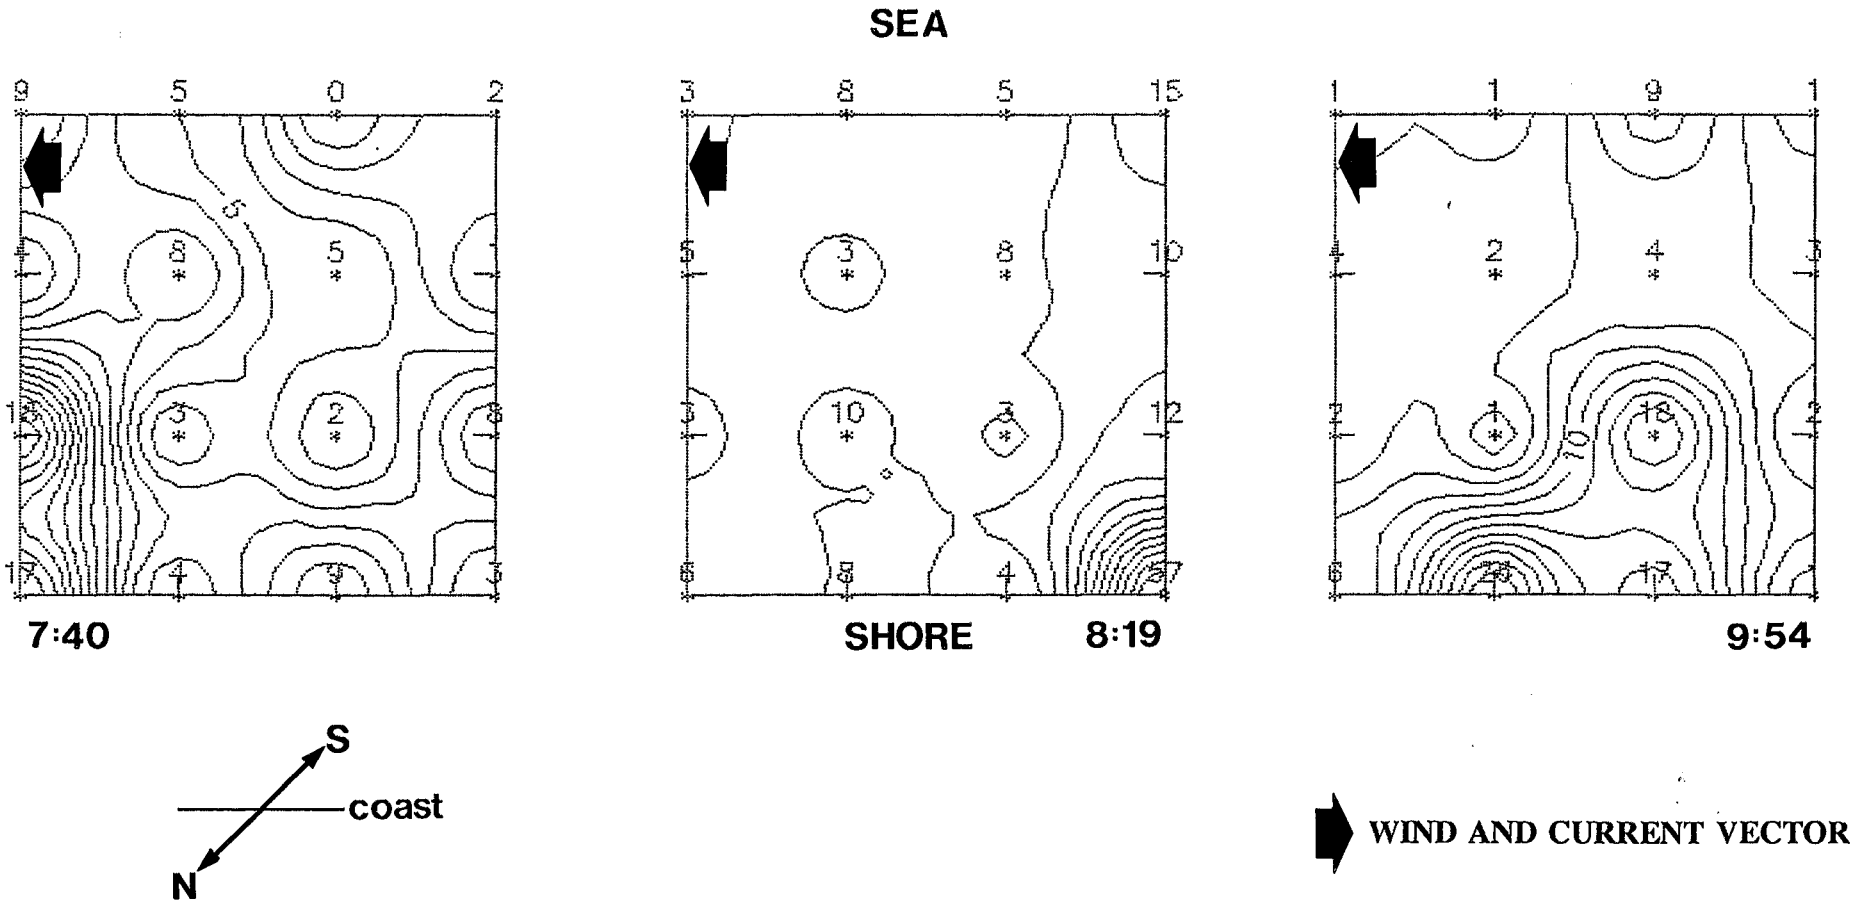 SEA
9 5 0 2 3 8 5 15 1 1 9 1
5
4 8 5 5 3 8 10 4 2 4 3
3 2 8 3 10 3 12 2 1 18 2
10
17 4 9 3 6 4 6 17
7:40 SHORE 8:19 9:54
S
coast
WIND AND CURRENT VECTOR
N